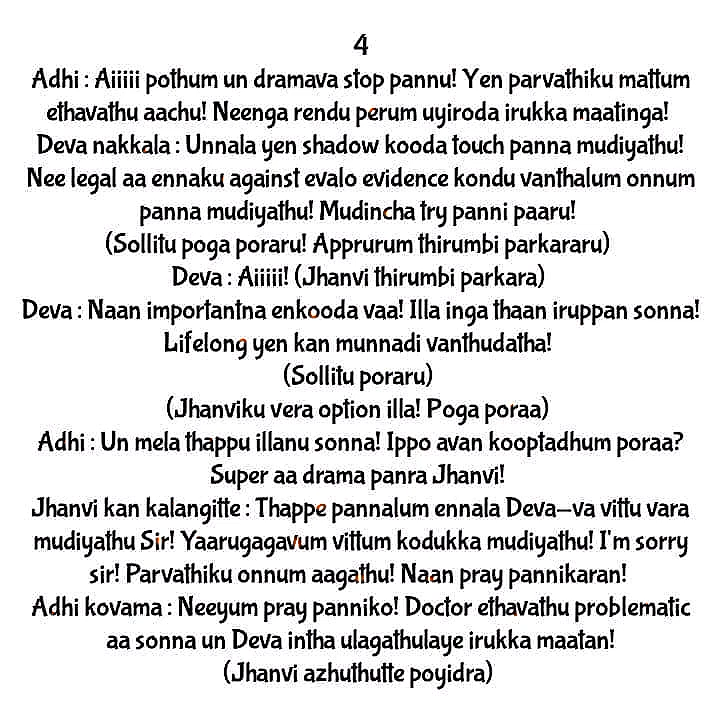 4
Adhi : Aiiiii pothum un dramava stop pannu! Yen parvathiku mattum
ethavathu aachu! Neenga rendu perum uyiroda irukka maatinga!
Deva nakkala : Unnala yen shadow kooda touch panna mudiyathu!
Nee legal aa ennaku against evalo evidence kondu vanthalum onnum
panna mudiyathu! Mudincha try panni paaru!
(Sollitu poga poraru! Apprurum thirumbi parkararu)
Deva : Aiiiii! (Jhanvi thirumbi parkara)
Deva : Naan importantna enkooda vaa! Illa inga thaan iruppan sonna!
Lifelong yen kan munnadi vanthudatha!
(Sollitu poraru)
(Jhanviku vera option illa! Poga poraa)
Adhi : Un mela thappu illanu sonna! Ippo avan kooptadhum poraa?
Super aa drama panra Jhanvi!
Jhanvi kan kalangitte : Thappe pannalum ennala Deva-va vittu vara
mudiyathu Sir! Yaarugagavum vittum kodukka mudiyathu! I'm sorry
sir! Parvathiku onnum aagathu! Naan pray pannikaran!
Adhi kovama : Neeyum pray panniko! Doctor ethavathu problematic
aa sonna un Deva intha ulagathulaye irukka maatan!
(Jhanvi azhuthutte poyidra)